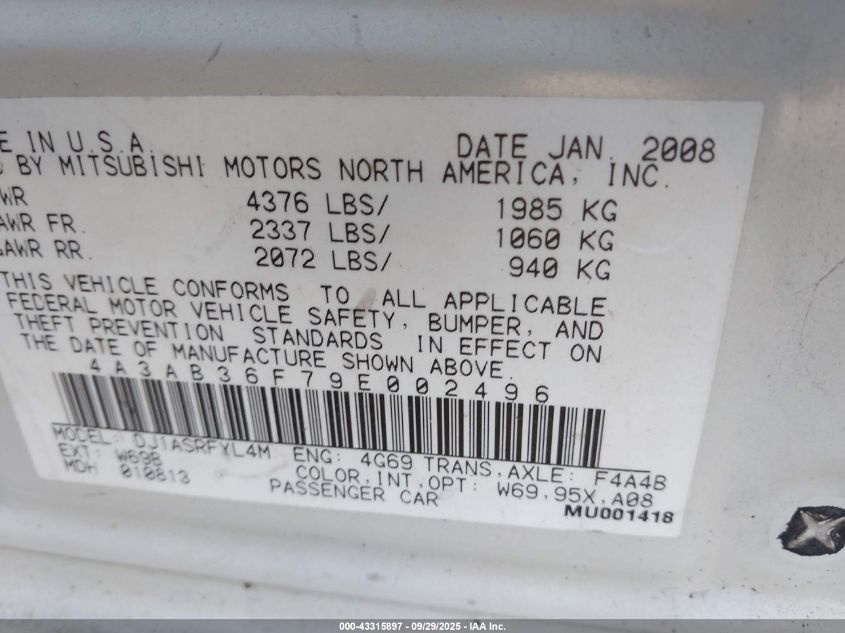 E IN U.S.A. DATE JAN. 2008
D BY MITSUBISHI MOTORS NORTH AMERICA, INC.
WR 4376 LBS/ 1985 KG
AWR FR. 2337 LBS/ 1060 KG
GAWR RR. 2072 LBS/ 940 KG
THIS VEHICLE CONFORMS TO ALL APPLICABLE
FEDERAL MOTOR VEHICLE SAFETY, BUMPER, AND
THEFT PREVENTION STANDARDS IN EFFECT ON
THE DATE OF MANUFACTURE SHOWN ABOVE.
4A3AB36F79E002496
MODEL: DJ1ASRFYL4M ENG: 4G69 TRANS,AXLE: F4A4B
EXT: W69B COLOR,INT,OPT: W69,95X,A08
MDH 010813 PASSENGER CAR
MU001418
000-43315897 - 09/29/2025 - IAA Inc.